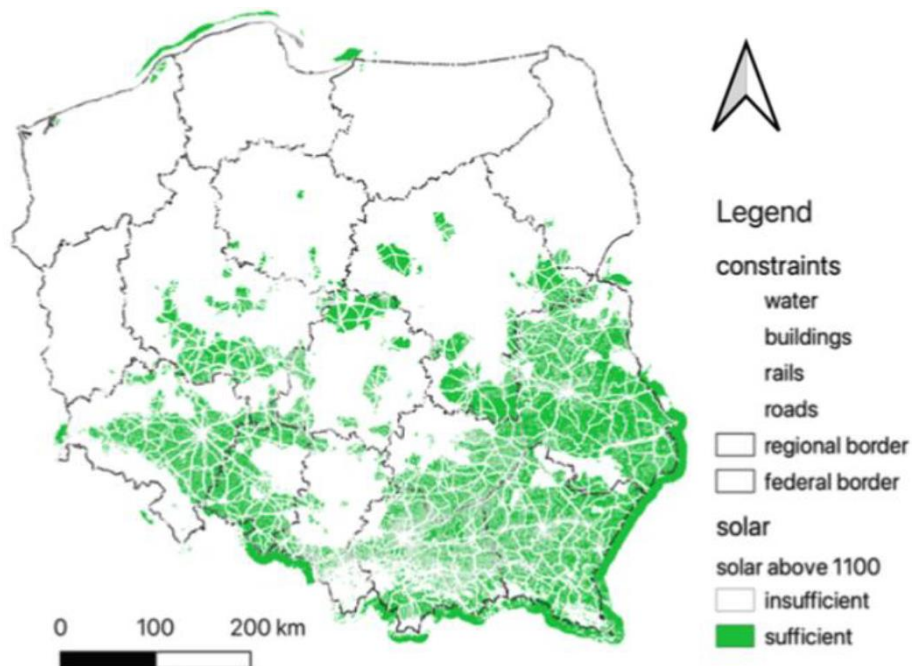 Legend
constraints
water
buildings
rails
roads
regional border
federal border
solar
solar above 1100
insufficient
sufficient
0 100 200 km